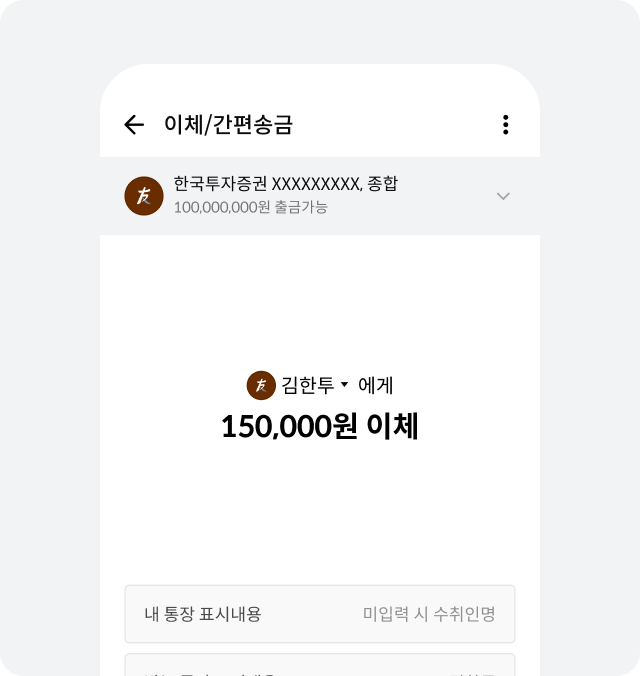 이체/간편송금
友
한국투자증권 XXXXXXXXX, 종합
100,000,000원 출금가능
友 김한투 에게
150,000원 이체
내 통장 표시내용 미입력 시 수취인명